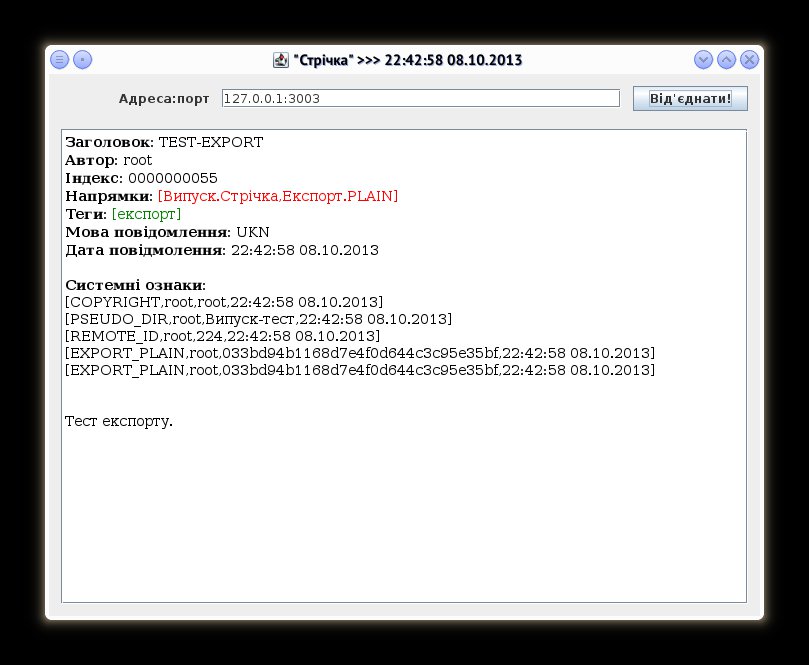 "Стрічка" >>> 22:42:58 08.10.2013
Адреса:порт 127.0.0.1:3003 Від'єднати!
Заголовок: TEST-EXPORT
Автор: root
Індекс: 0000000055
Напрямки: [Випуск.Стрічка,Експорт.PLAIN]
Теги: [експорт]
Мова повідомлення: UKN
Дата повідмолення: 22:42:58 08.10.2013
Системні ознаки:
[COPYRIGHT,root,root,22:42:58 08.10.2013]
[PSEUDO_DIR,root,Випуск-тест,22:42:58 08.10.2013]
[REMOTE_ID,root,224,22:42:58 08.10.2013]
[EXPORT_PLAIN,root,033bd94b1168d7e4f0d644c3c95e35bf,22:42:58 08.10.2013]
[EXPORT_PLAIN,root,033bd94b1168d7e4f0d644c3c95e35bf,22:42:58 08.10.2013]
Тест експорту.